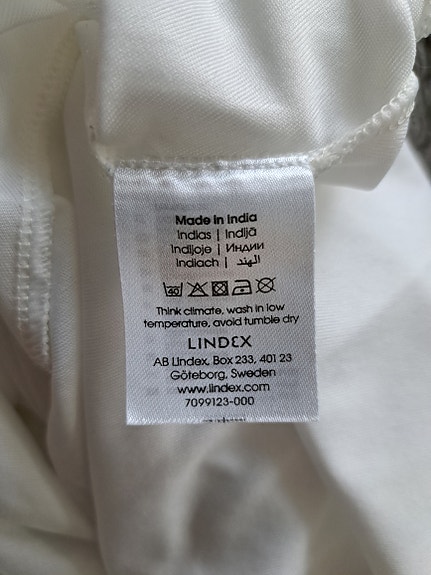 Made in India
Indias | Indijā
Indijoje | Индии
Indiach | الهند
40
Think climate, wash in low
temperature, avoid tumble dry
LINDEX
AB Lindex, Box 233, 401 23
Göteborg, Sweden
www.lindex.com
7099123-000